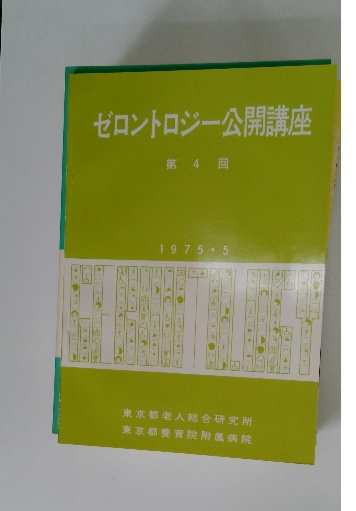 ゼロントロジー公開講座
第 4 回
1975・5
東京都老人総合研究所
東京都養育院附属病院